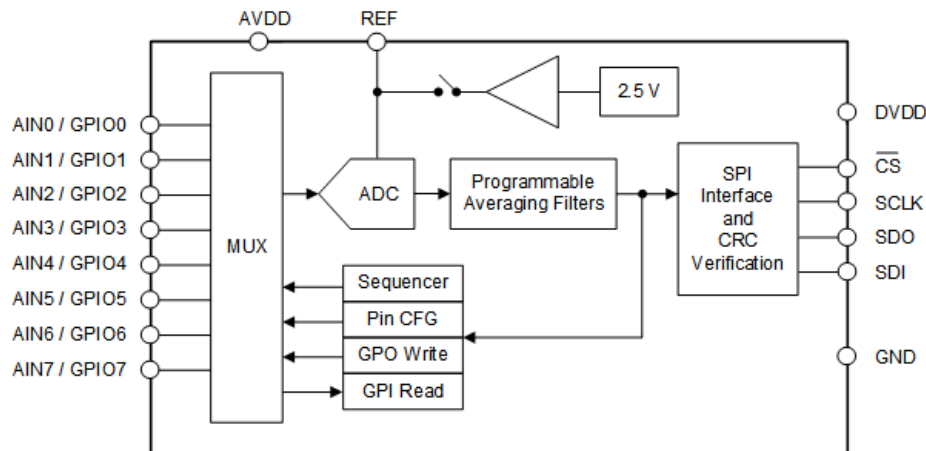 AVDD
REF
2.5 V
AIN0 / GPIO0
AIN1 / GPIO1
AIN2 / GPIO2
AIN3 / GPIO3
AIN4 / GPIO4
AIN5 / GPIO5
AIN6 / GPIO6
AIN7 / GPIO7
MUX
ADC
Programmable
Averaging Filters
Sequencer
Pin CFG
GPO Write
GPI Read
SPI
Interface
and
CRC
Verification
DVDD
CS
SCLK
SDO
SDI
GND